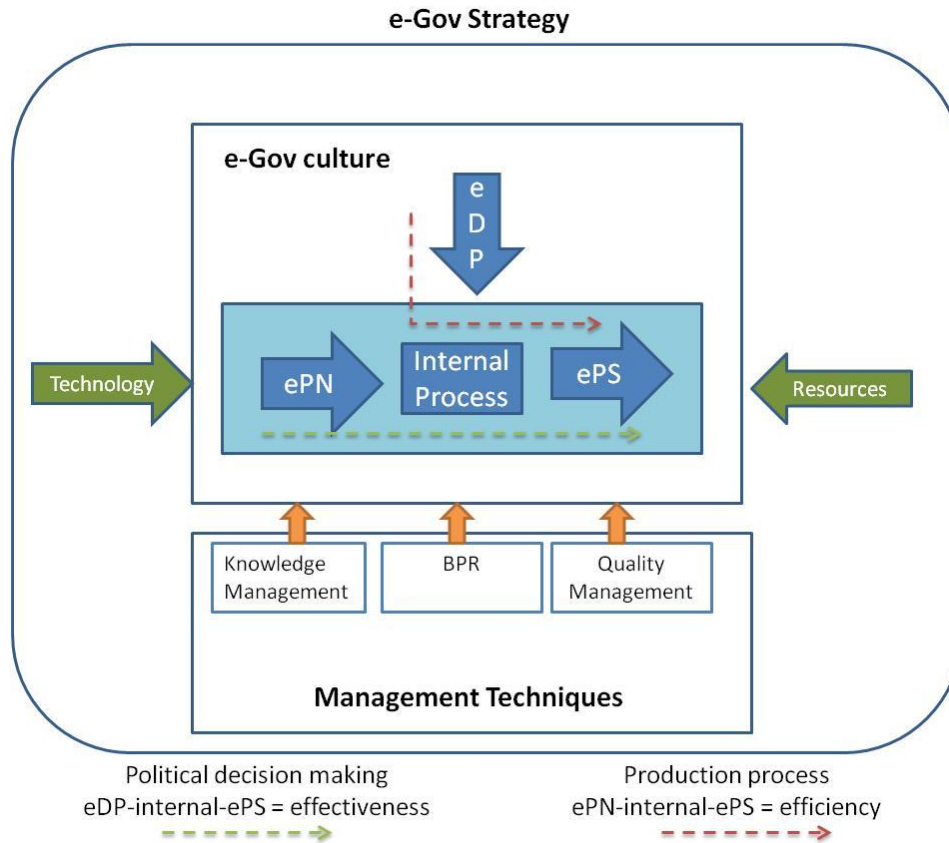 e-Gov Strategy
e-Gov culture
e
D
P
Technology
ePN
Internal
Process
ePS
Resources
Knowledge
Management
BPR
Quality
Management
Management Techniques
Political decision making
eDP-internal-ePS = effectiveness
Production process
ePN-internal-ePS = efficiency